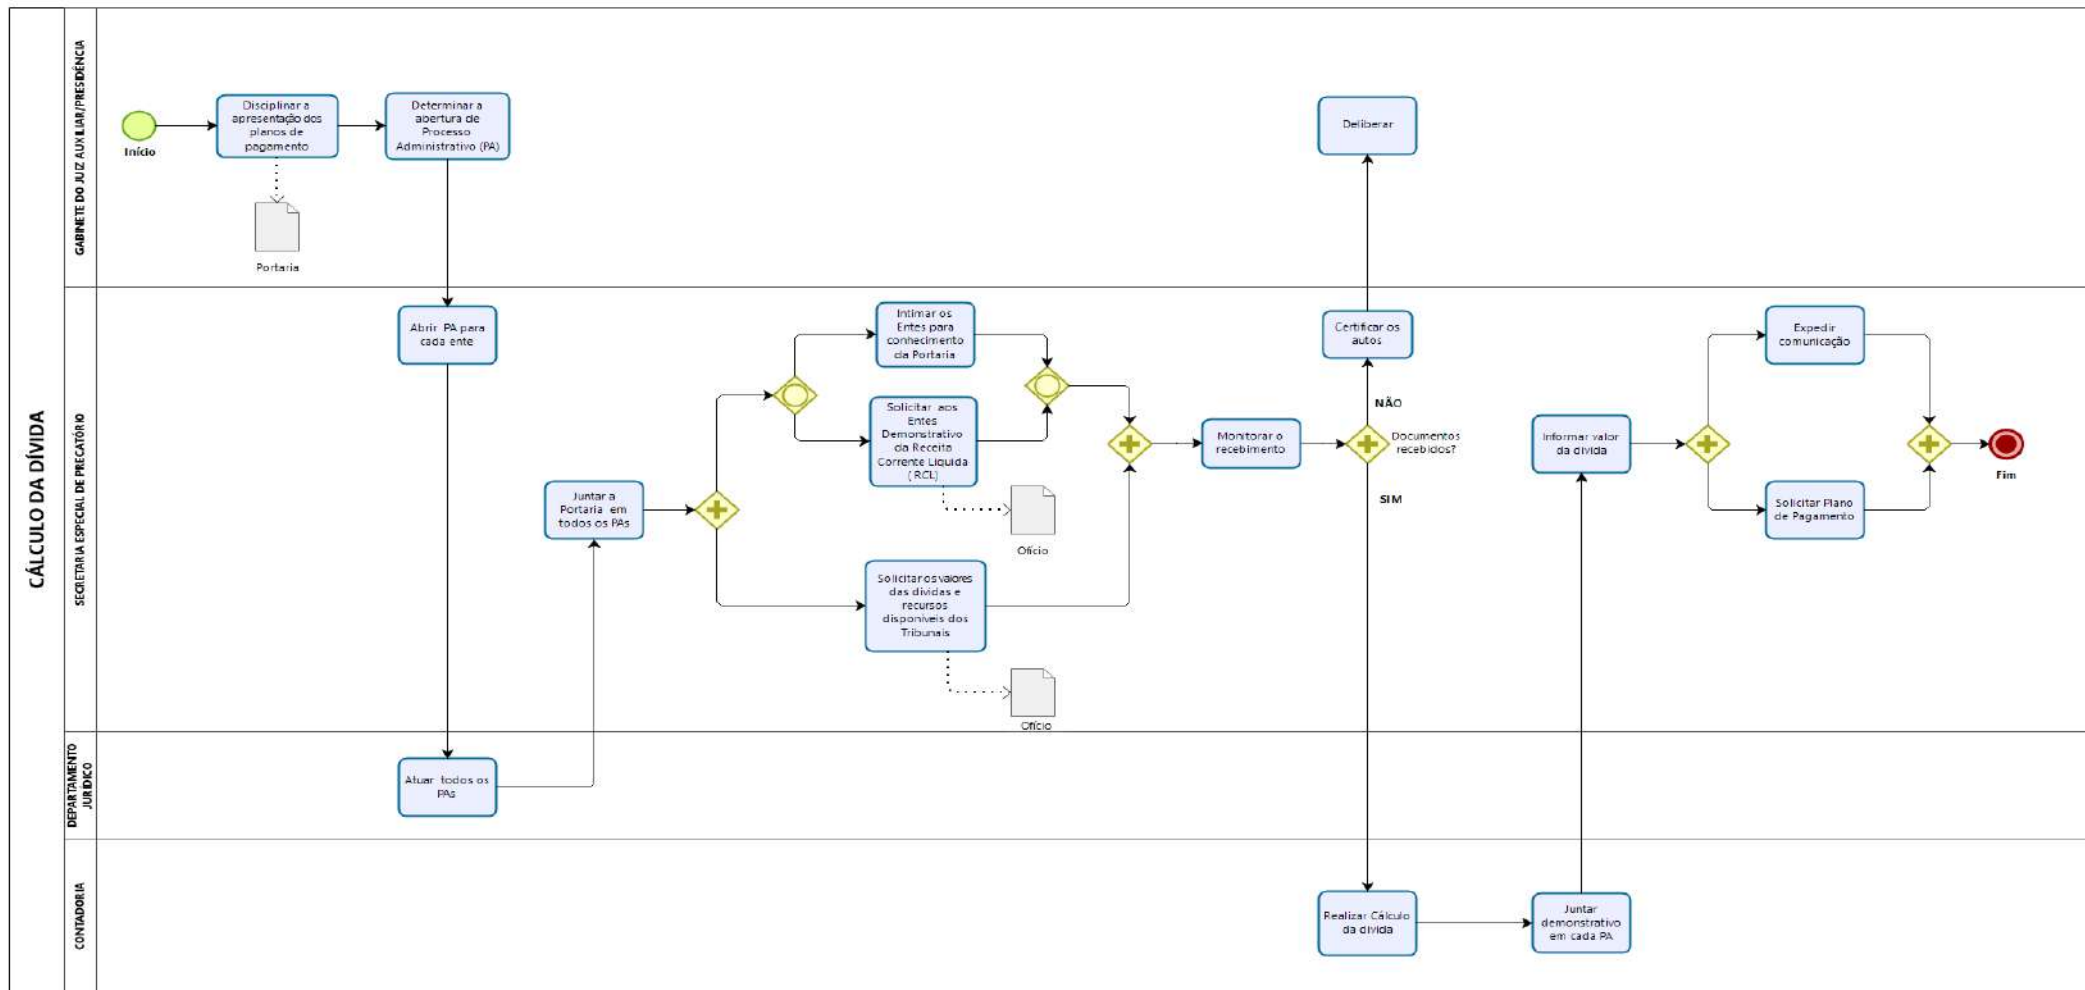 CÁLCULO DA DÍVIDA
GABINETE DO JUIZ AUXILIAR/PRESIDÊNCIA
Início
Disciplinar a
apresentação dos
planos de
pagamento
Portaria
Determinar a
abertura de
Processo
Administrativo (PA)
Deliberar
SECRETARIA ESPECIAL DE PRECATÓRIO
Abrir PA para
cada ente
Juntar a
Portaria em
todos os PAs
Intimar os
Entes para
conhecimento
da Portaria
Solicitar aos
Entes
Demonstrativo
da Receita
Corrente Líquida
( RCL)
Ofício
Solicitar os valores
das dívidas e
recursos
disponíveis dos
Tribunais
Ofício
Monitorar o
recebimento
Certificar os
autos
NÃO
Documentos
recebidos?
SIM
Informar valor
da dívida
Expedir
comunicação
Solicitar Plano
de Pagamento
Fim
DEPARTAMENTO
JURÍDICO
Atuar todos os
PAs
CONTADORIA
Realizar Cálculo
da dívida
Juntar
demonstrativo
em cada PA